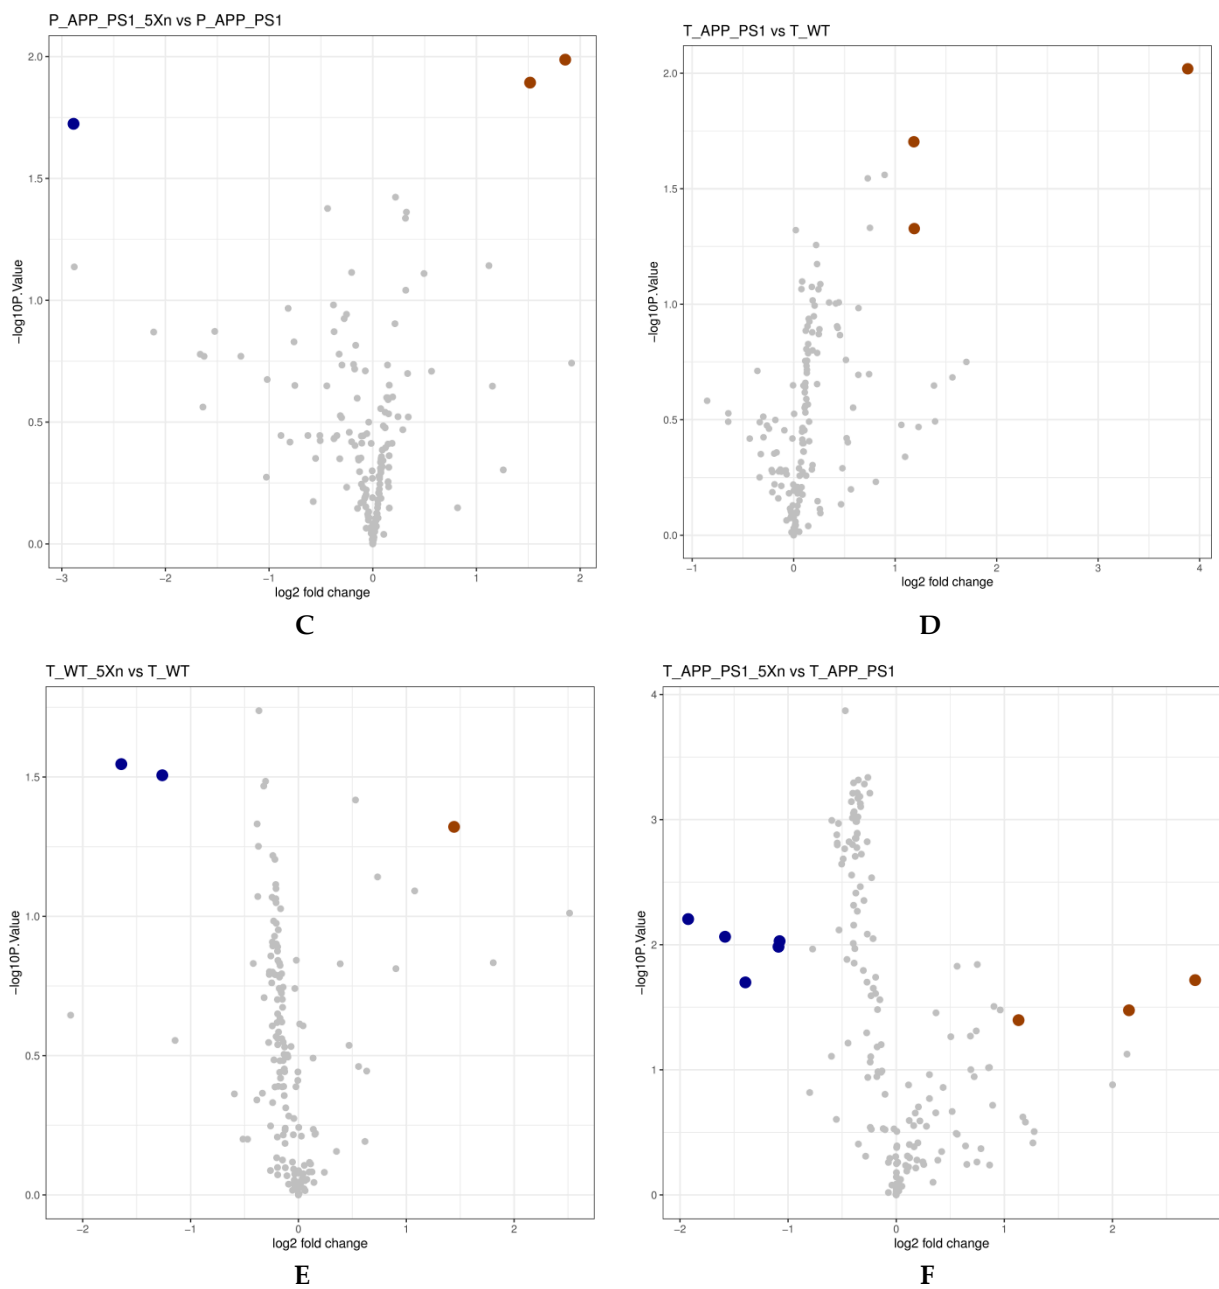 P_APP_PS1_5Xn vs P_APP_PS1
−log10P.Value
2.0
1.5
1.0
0.5
0.0
−3 −2 −1 0 1 2
log2 fold change
C
T_APP_PS1 vs T_WT
−log10P.Value
2.0
1.5
1.0
0.5
0.0
−1 0 1 2 3 4
log2 fold change
D
T_WT_5Xn vs T_WT
−log10P.Value
1.5
1.0
0.5
0.0
−2 −1 0 1 2
log2 fold change
E
T_APP_PS1_5Xn vs T_APP_PS1
−log10P.Value
4
3
2
1
0
−2 −1 0 1 2
log2 fold change
F